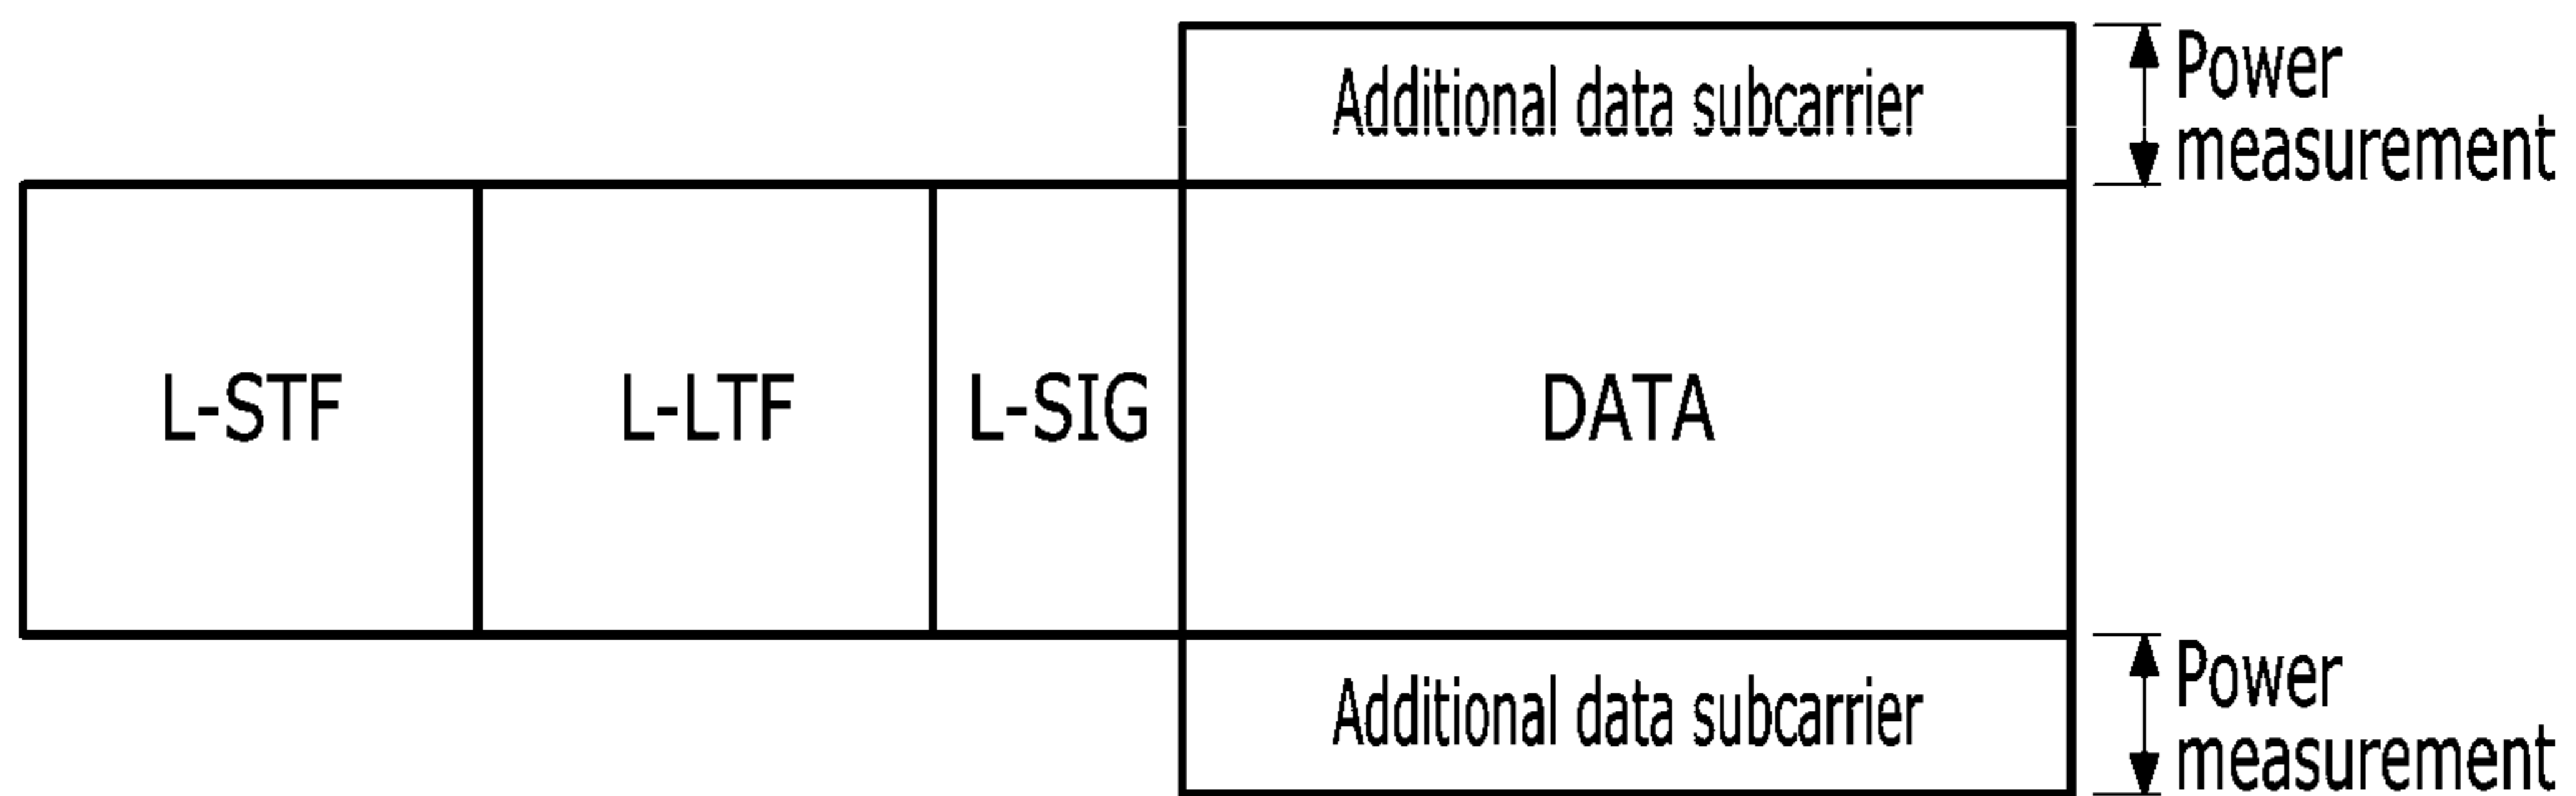 Additional data subcarrier
Power
measurement
L-STF
L-LTF
L-SIG
DATA
Additional data subcarrier
Power
measurement